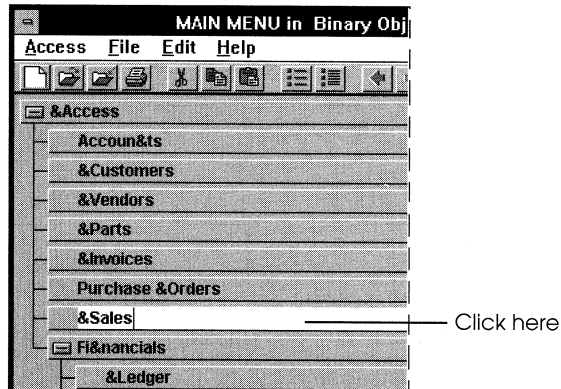 MAIN MENU in Binary Obj
Access File Edit Help
&Access
Accoun&ts
&Customers
&Vendors
&Parts
&Invoices
Purchase &Orders
&Sales
Click here
Fi&nancials
&Ledger